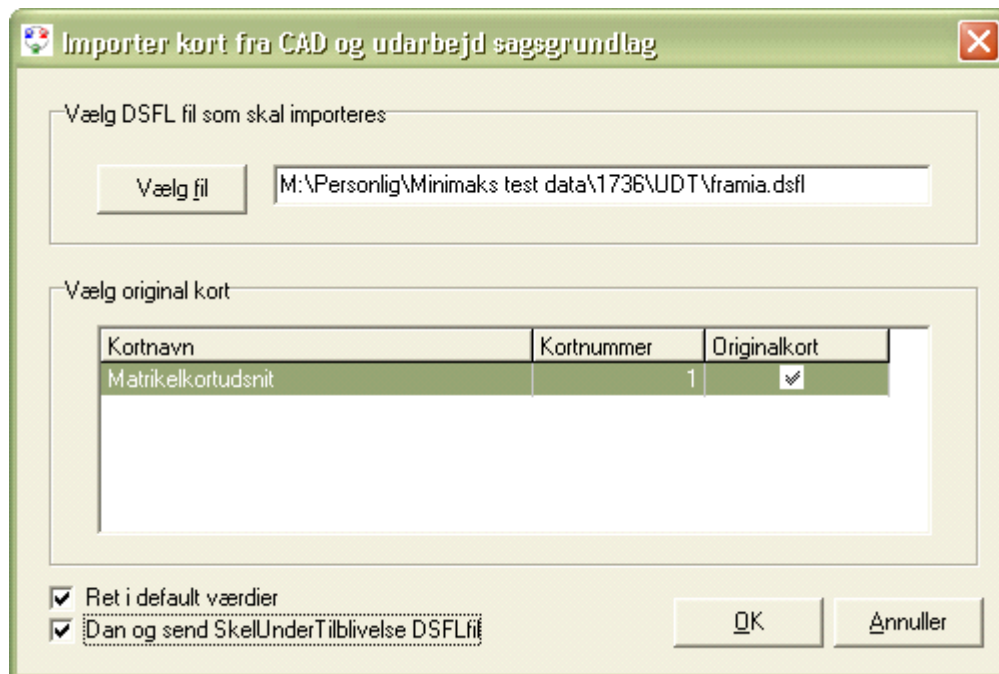 Importer kort fra CAD og udarbejd sagsgrundlag
Vælg DSFL fil som skal importeres
Vælg fil M:\Personlig\Minimaks test data\1736\UDT\framia.dsfl
Vælg original kort
Kortnavn Kortnummer Originalkort
Matrikelkortudsnit 1
Ret i default værdier
Dan og send SkelUnderTilblivelse DSFLfil
OK Annuller